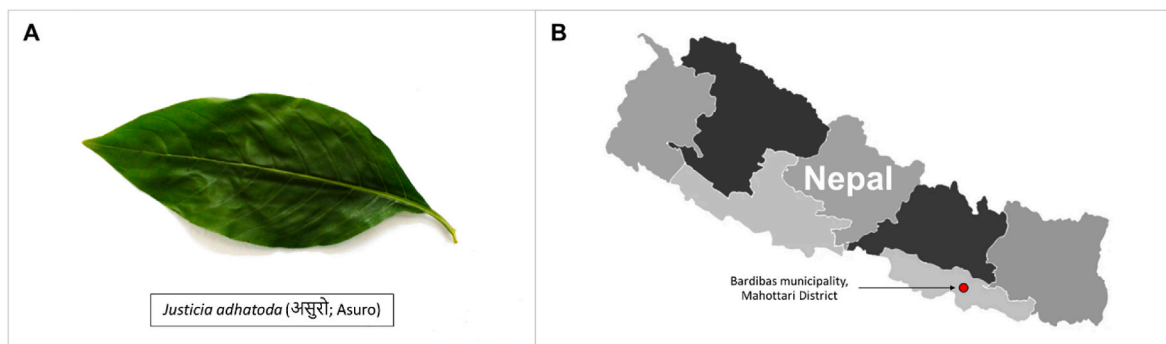 A
Justicia adhatoda (असुरो; Asuro)
B
Nepal
Bardibas municipality,
Mahottari District